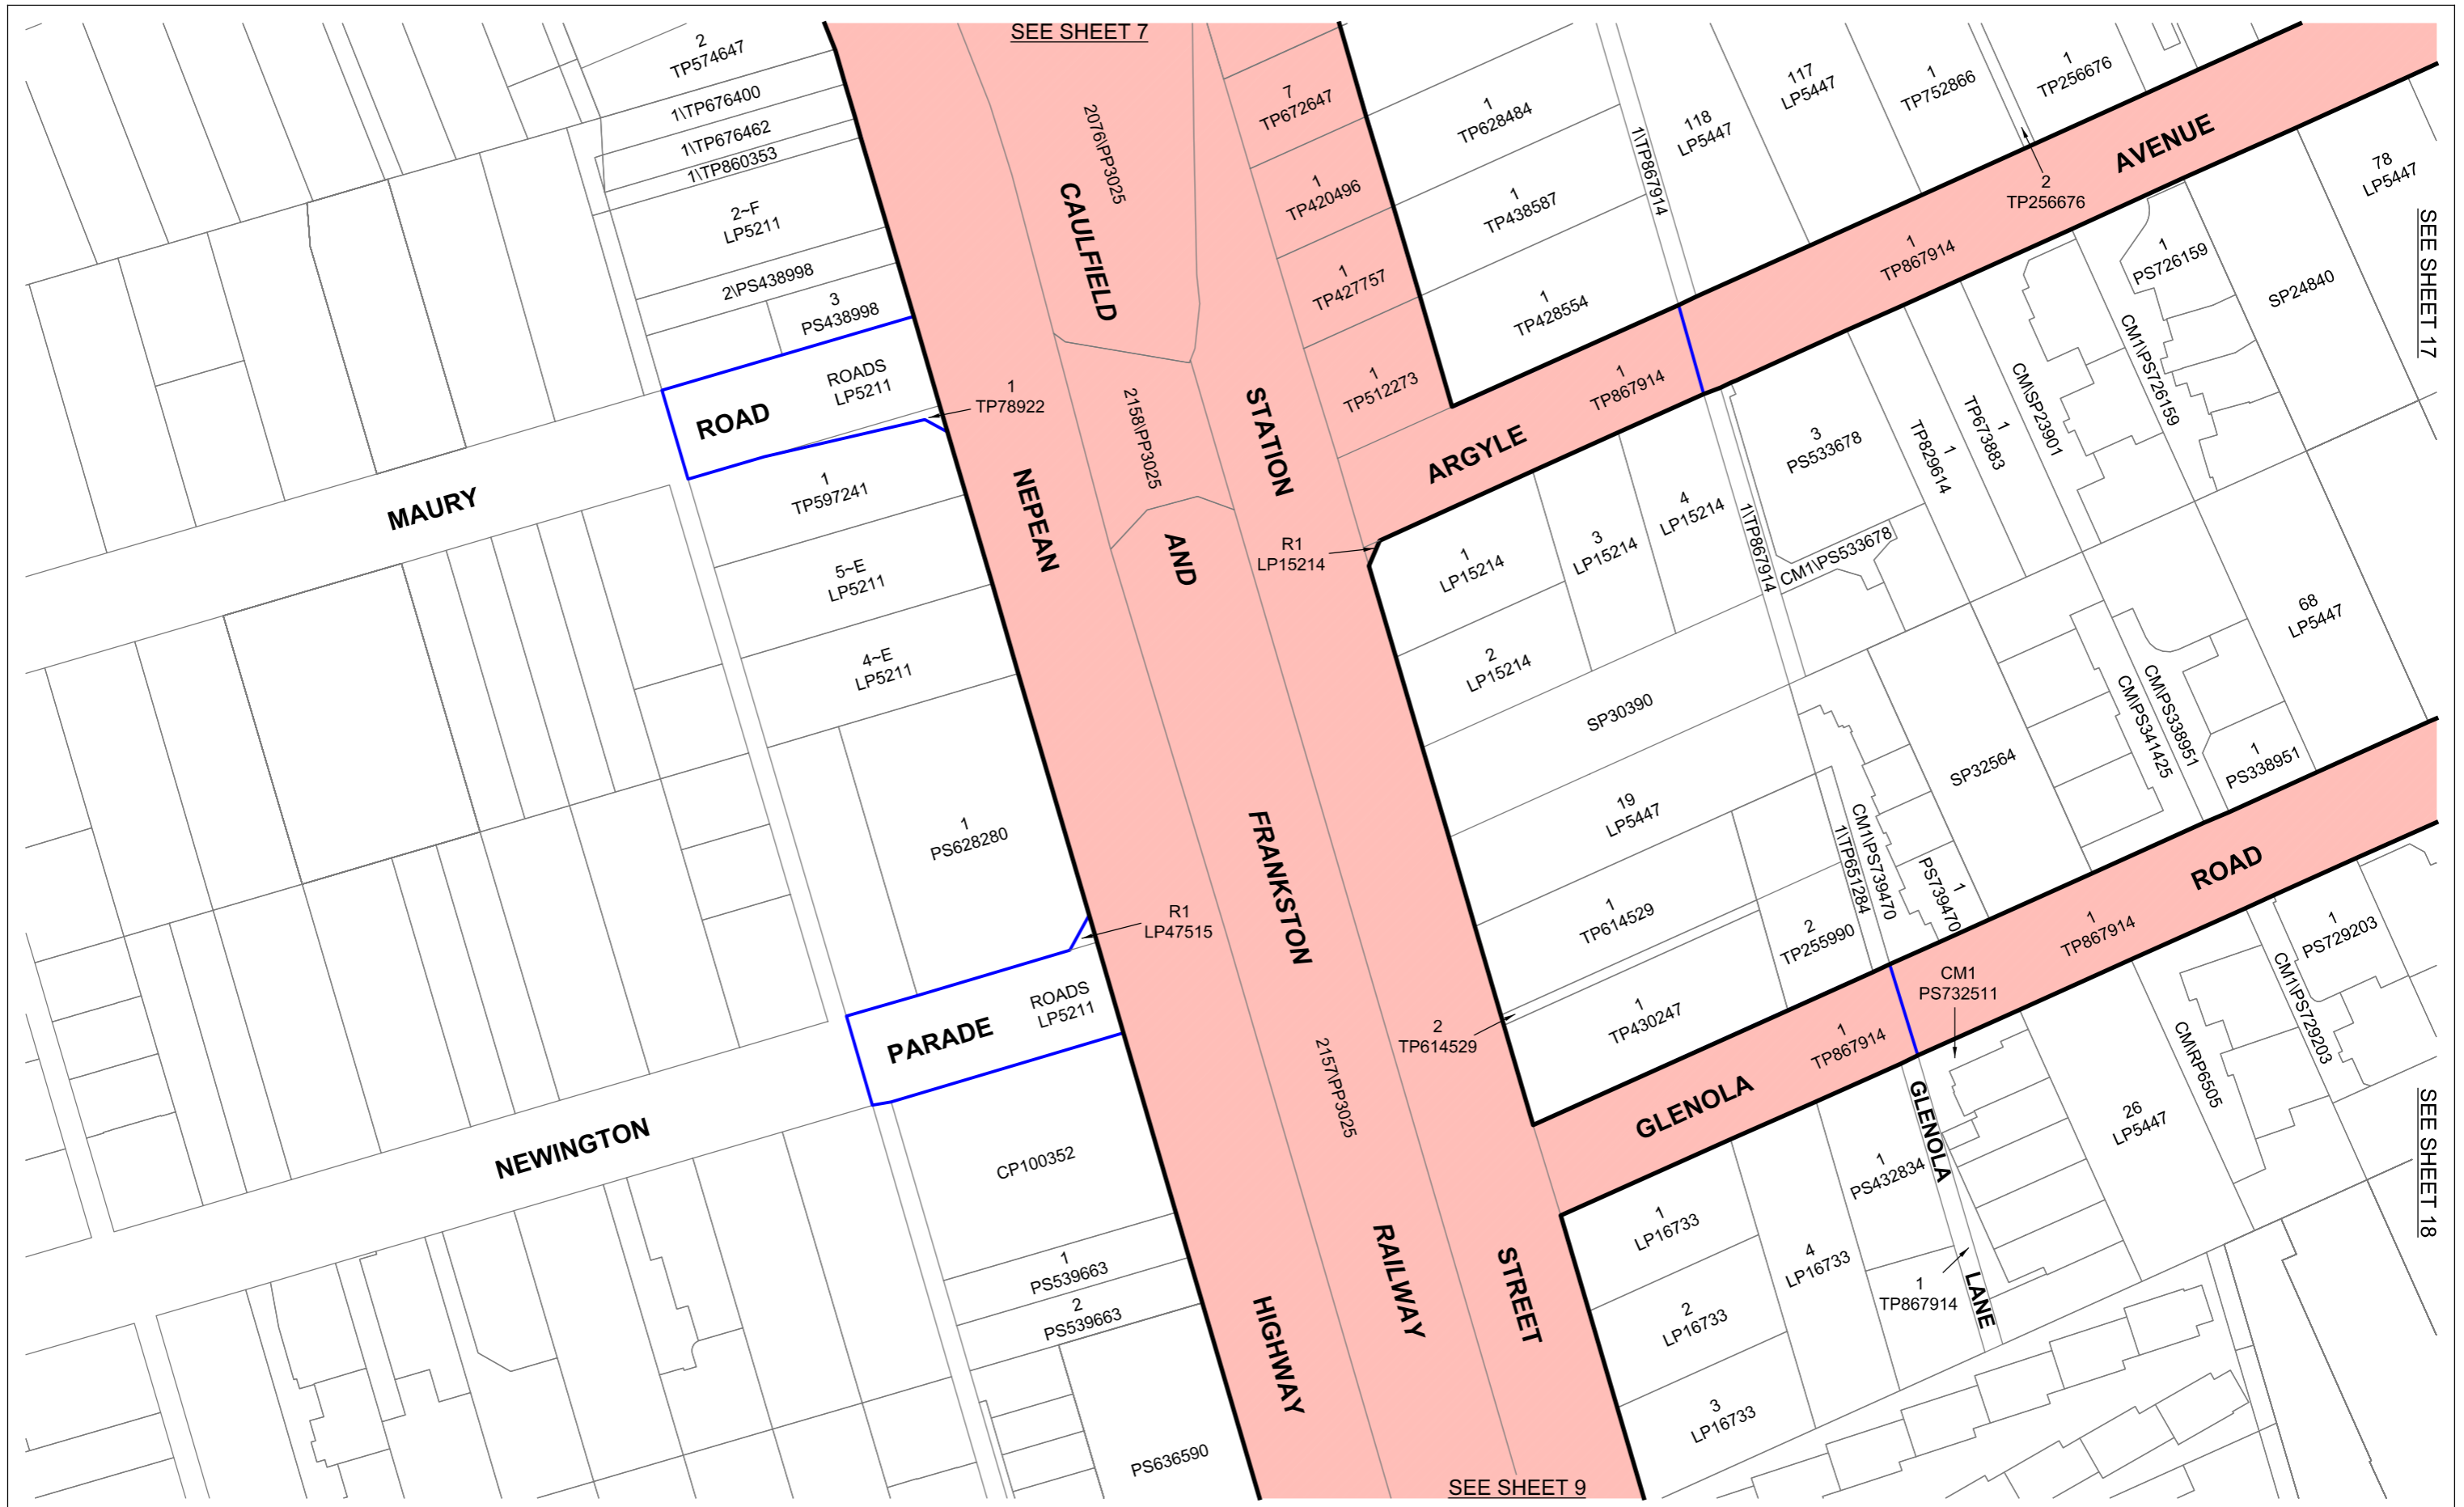 SEE SHEET 7
2
TP574647
1\TP676400
1\TP676462
1\TP860353
2~F
LP5211
2\PS438998
3
PS438998
ROADS
LP5211
ROAD
1
TP78922
MAURY
1
TP597241
5~E
LP5211
4~E
LP5211
1
PS628280
R1
LP47515
ROADS
LP5211
PARADE
NEWINGTON
CP100352
1
PS539663
2
PS539663
PS636590
2076\PP3025
CAULFIELD
2158\PP3025
STATION
NEPEAN
AND
FRANKSTON
2157\PP3025
RAILWAY
STREET
HIGHWAY
SEE SHEET 9
7
TP672647
1
TP420496
1
TP427757
1
TP512273
1
TP628484
1
TP438587
1
TP428554
1\TP867914
118
LP5447
117
LP5447
1
TP752866
1
TP256676
2
TP256676
AVENUE
1
TP867914
1
TP867914
ARGYLE
78
LP5447
SEE SHEET 17
1
PS726159
SP24840
CM1\PS726159
CM\SP23901
1
TP673883
1
TP829614
3
PS533678
CM1\PS533678
1\TP867914
R1
LP15214
1
LP15214
3
LP15214
4
LP15214
2
LP15214
SP30390
19
LP5447
1
TP614529
2
TP614529
1
TP430247
2
TP255990
1\TP651284
CM1\PS739470
1
PS739470
SP32564
CM\PS341425
CM\PS338951
1
PS338951
68
LP5447
ROAD
1
TP867914
CM1
PS732511
1
TP867914
GLENOLA
1
PS729203
CM1\PS729203
CM\RP6505
26
LP5447
SEE SHEET 18
GLENOLA
LANE
1
PS432834
1
TP867914
1
LP16733
4
LP16733
2
LP16733
3
LP16733